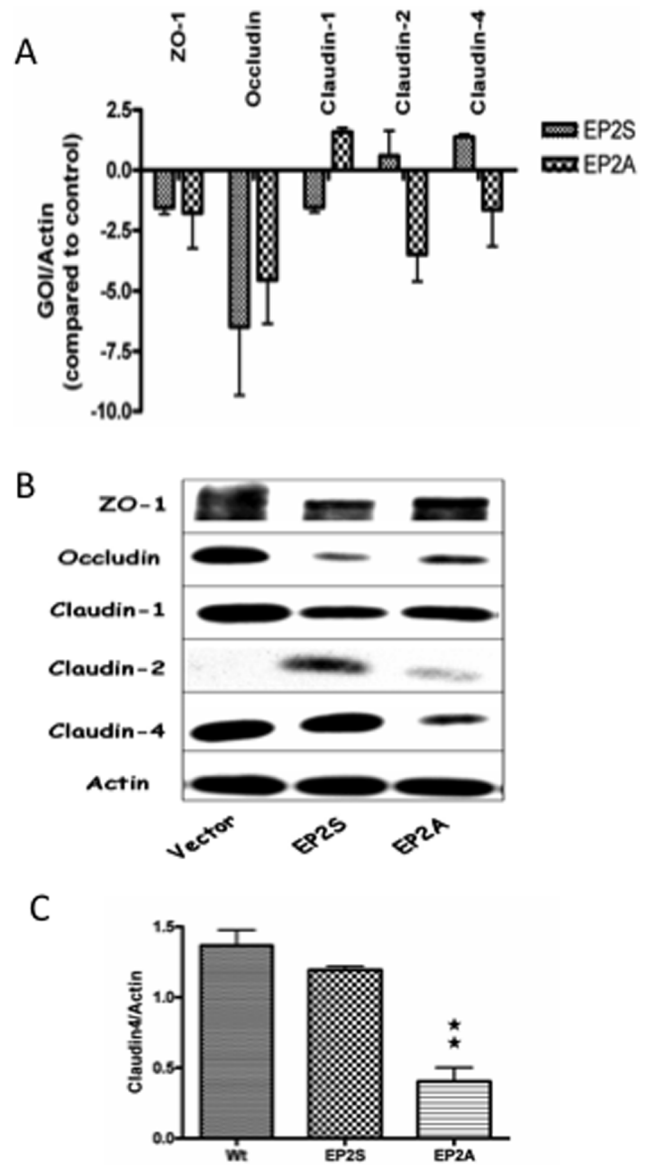 A
ZO-1
Occludin
Claudin-1
Claudin-2
Claudin-4
GOI/Actin
(compared to control)
2.5
0.0
-2.5
-5.0
-7.5
-10.0
EP2S
EP2A
B
ZO-1
Occludin
Claudin-1
Claudin-2
Claudin-4
Actin
Vector
EP2S
EP2A
C
Claudin4/Actin
1.5
1.0
0.5
0.0
Wt
EP2S
EP2A